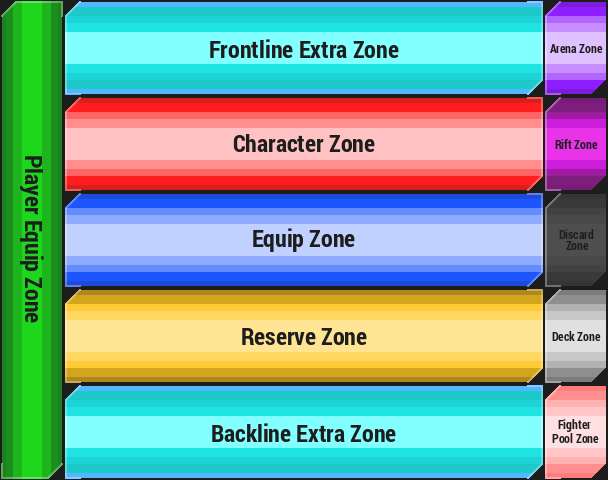 Player Equip Zone
Frontline Extra Zone
Arena Zone
Character Zone
Rift Zone
Equip Zone
Discard
Zone
Reserve Zone
Deck Zone
Backline Extra Zone
Fighter
Pool Zone